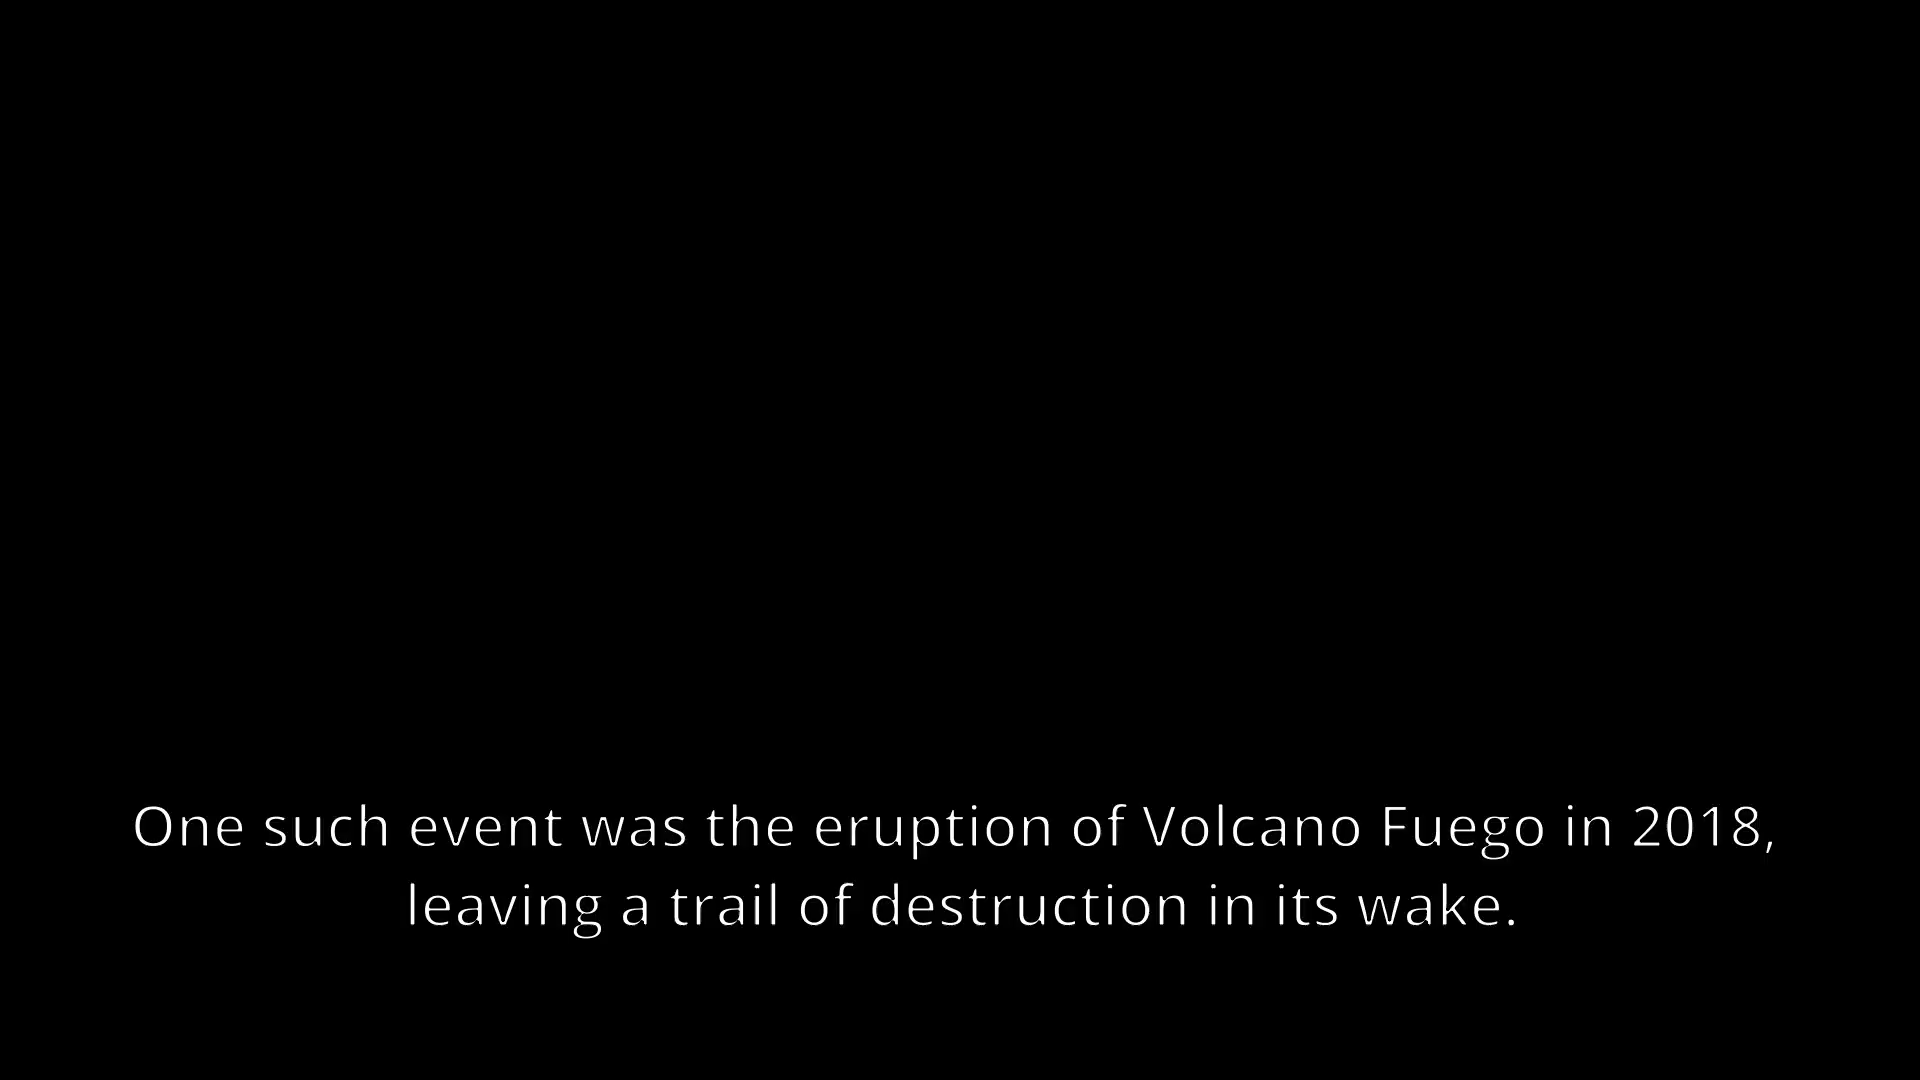 One such event was the eruption of Volcano Fuego in 2018,
leaving a trail of destruction in its wake.